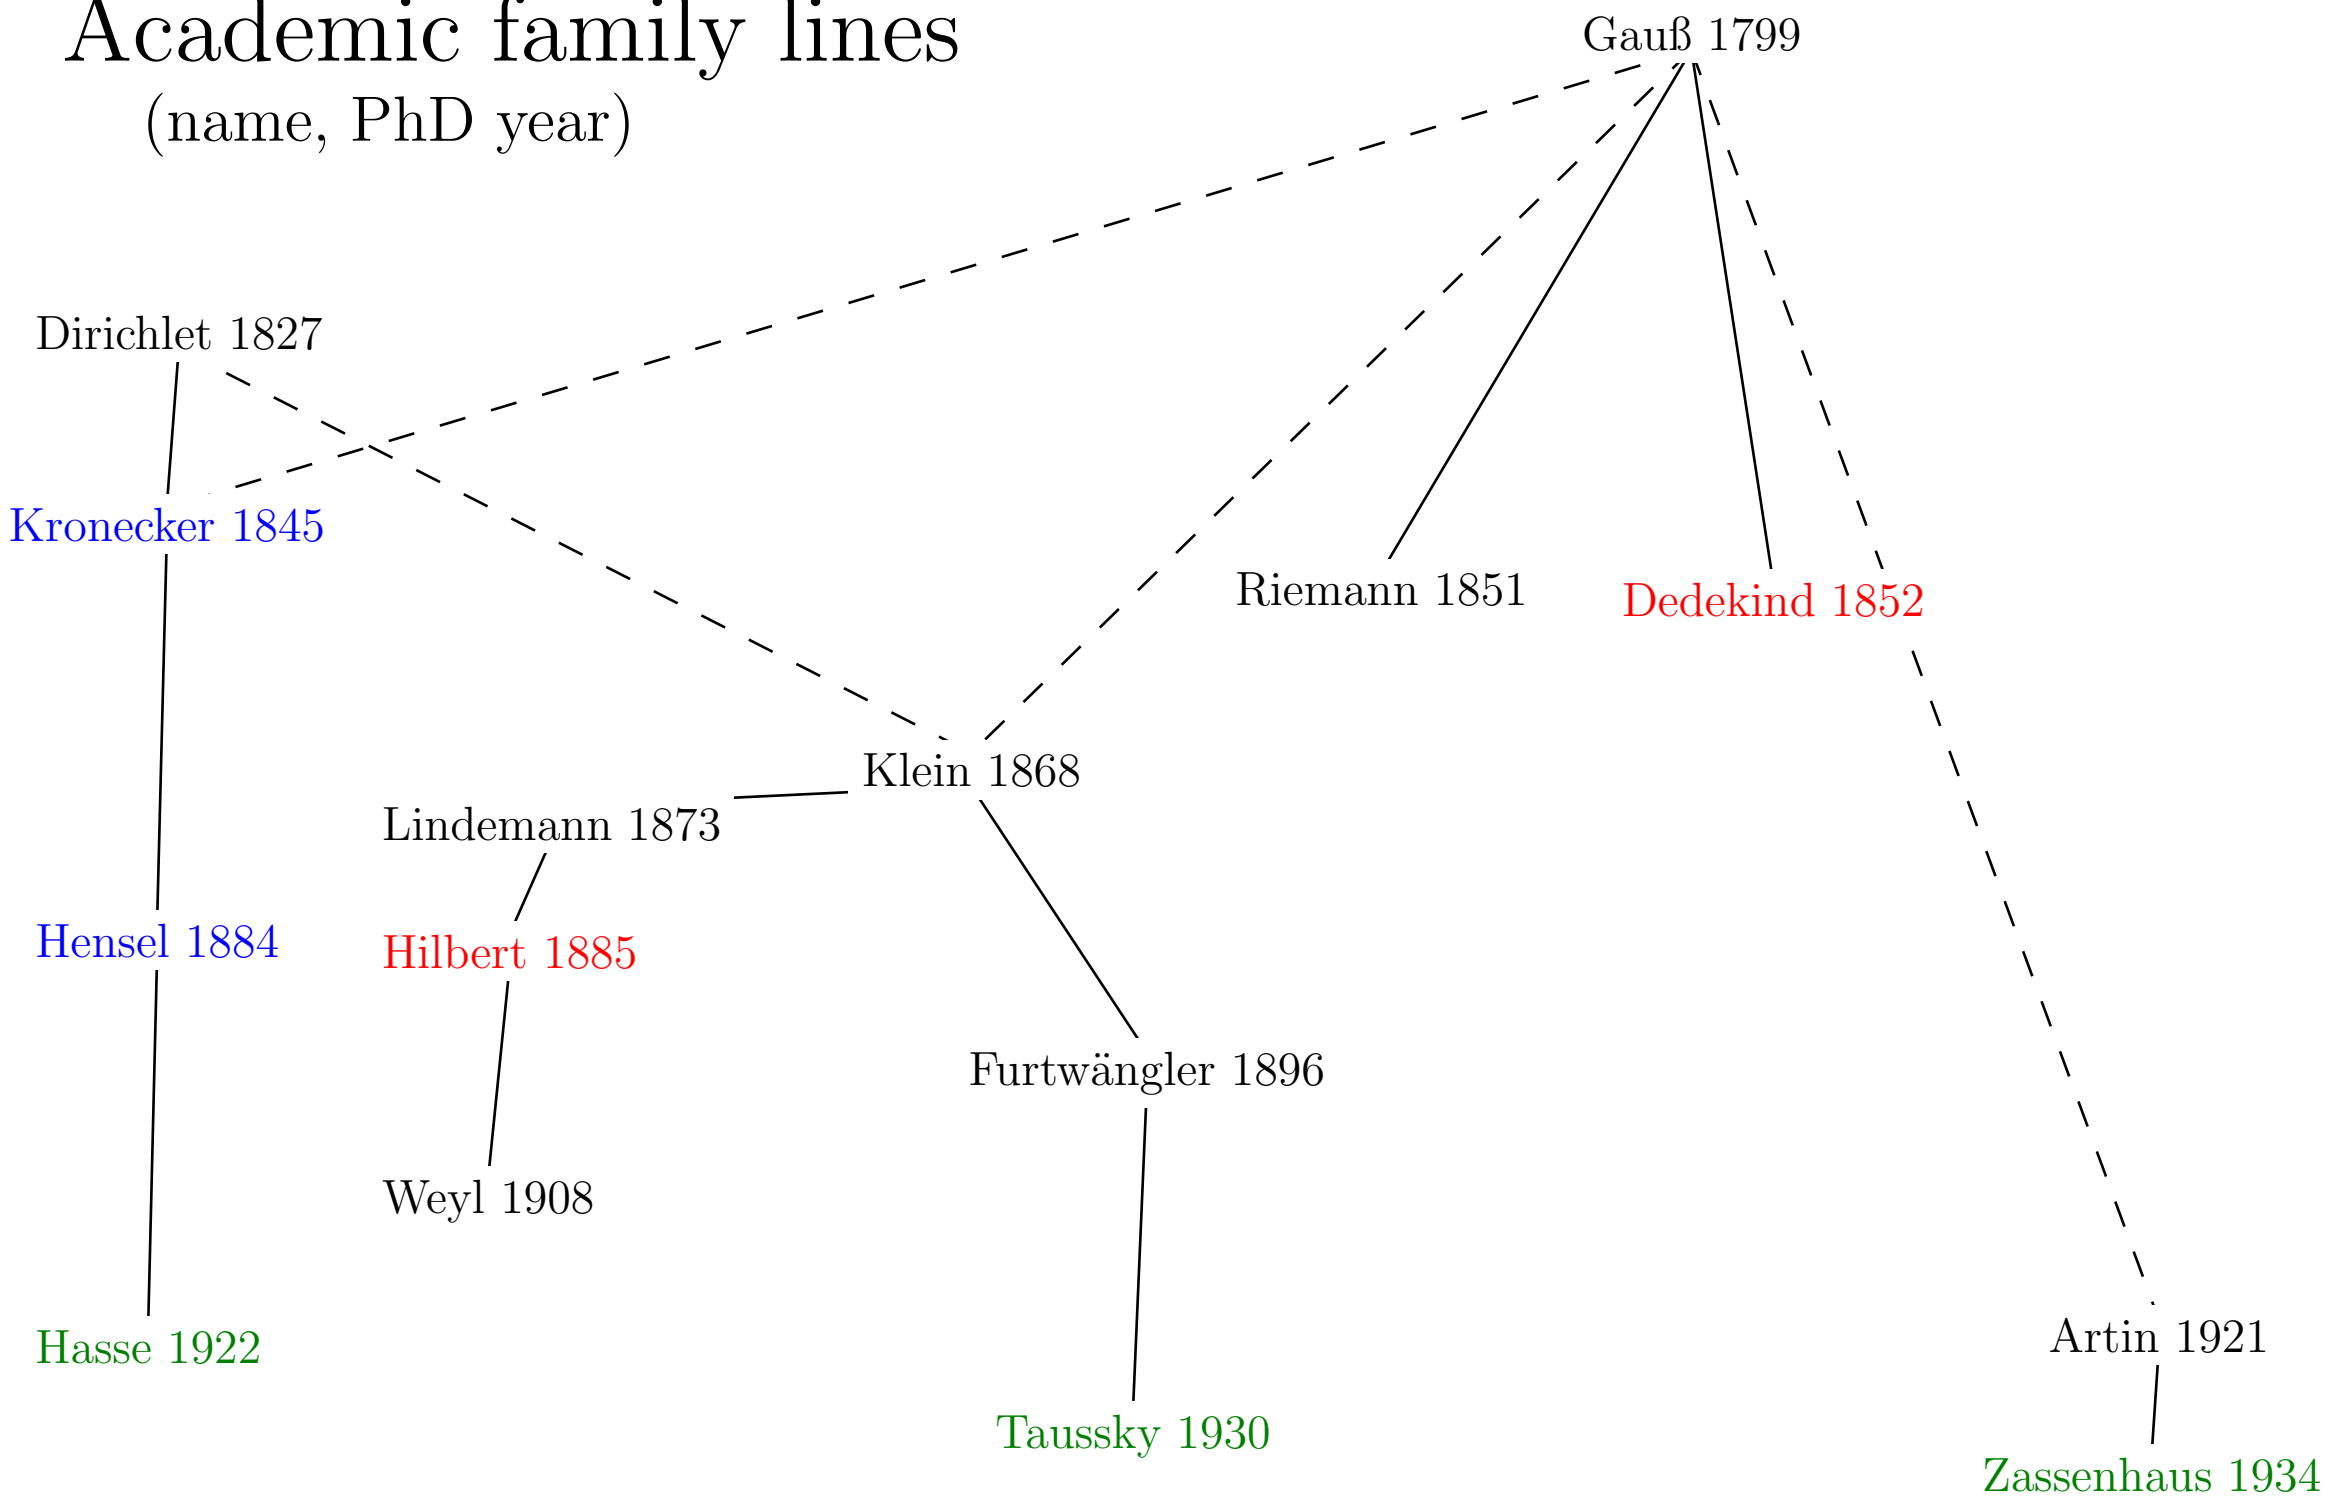 Academic family lines
(name, PhD year)
Gauß 1799
Dirichlet 1827
Kronecker 1845
Riemann 1851
Dedekind 1852
Klein 1868
Lindemann 1873
Hensel 1884
Hilbert 1885
Furtwängler 1896
Weyl 1908
Artin 1921
Hasse 1922
Taussky 1930
Zassenhaus 1934